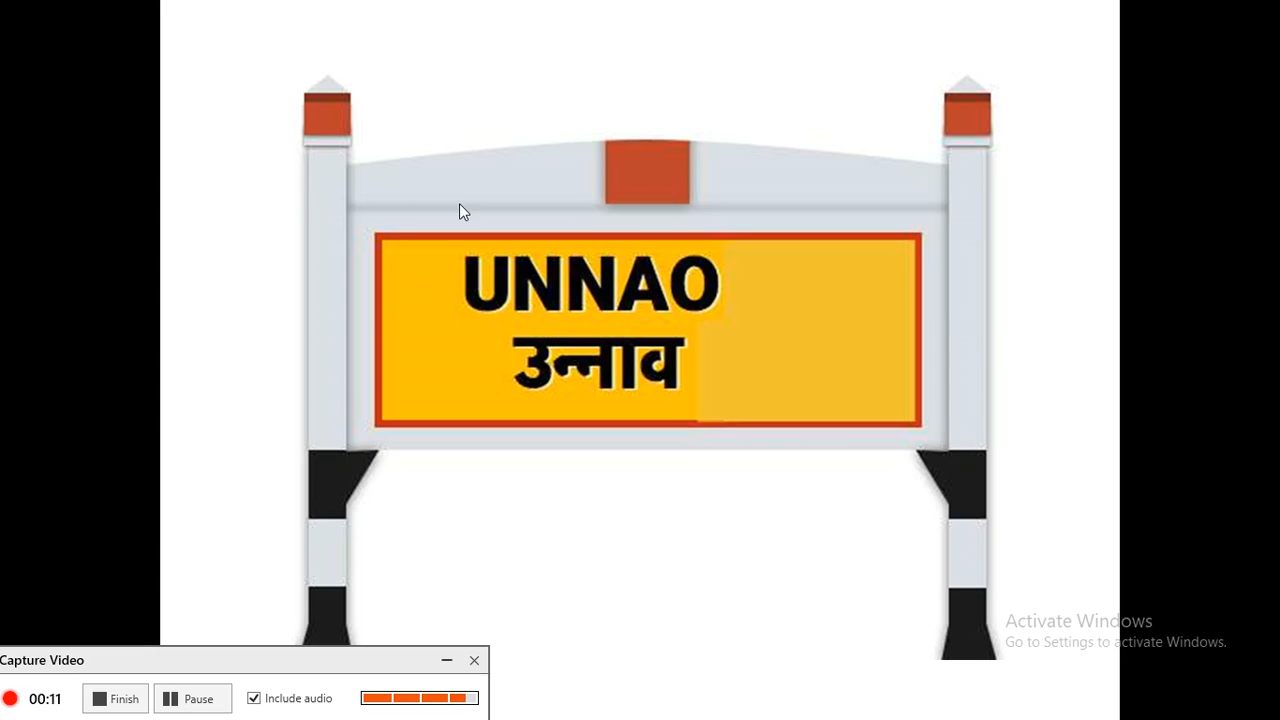 UNNAO
उन्नाव
Activate Windows
Go to Settings to activate Windows.
Capture Video
00:11
Finish
Pause
Include audio